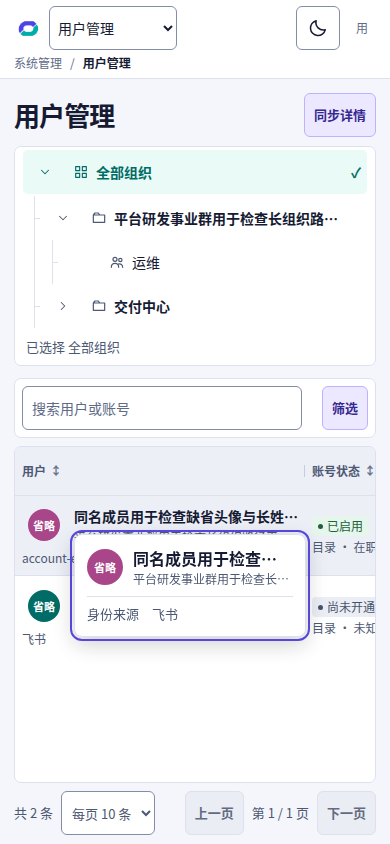 用户管理
用
系统管理 / 用户管理
用户管理
同步详情
全部组织
平台研发事业群用于检查长组织路…
运维
交付中心
已选择 全部组织
搜索用户或账号
筛选
用户
账号状态
省略
同名成员用于检查缺省头像与长姓…
已启用
account-
目录 · 在职
省略
同名成员用于检查…
平台研发事业群用于检查长…
身份来源 飞书
省略
尚未开通
飞书
目录 · 未知
共 2 条
每页 10 条
上一页
第 1 / 1 页
下一页